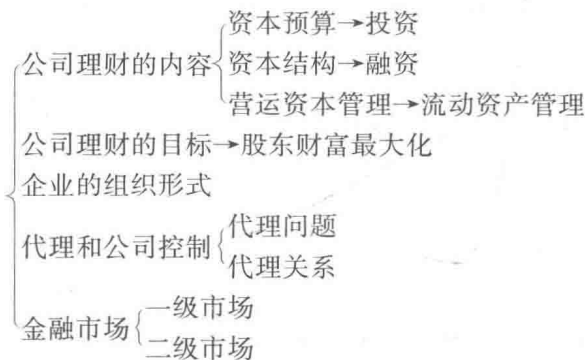 资本预算→投资
公司理财的内容
资本结构→融资
营运资本管理→流动资产管理
公司理财的目标→股东财富最大化
企业的组织形式
代理问题
代理和公司控制
代理关系
一级市场
金融市场
二级市场